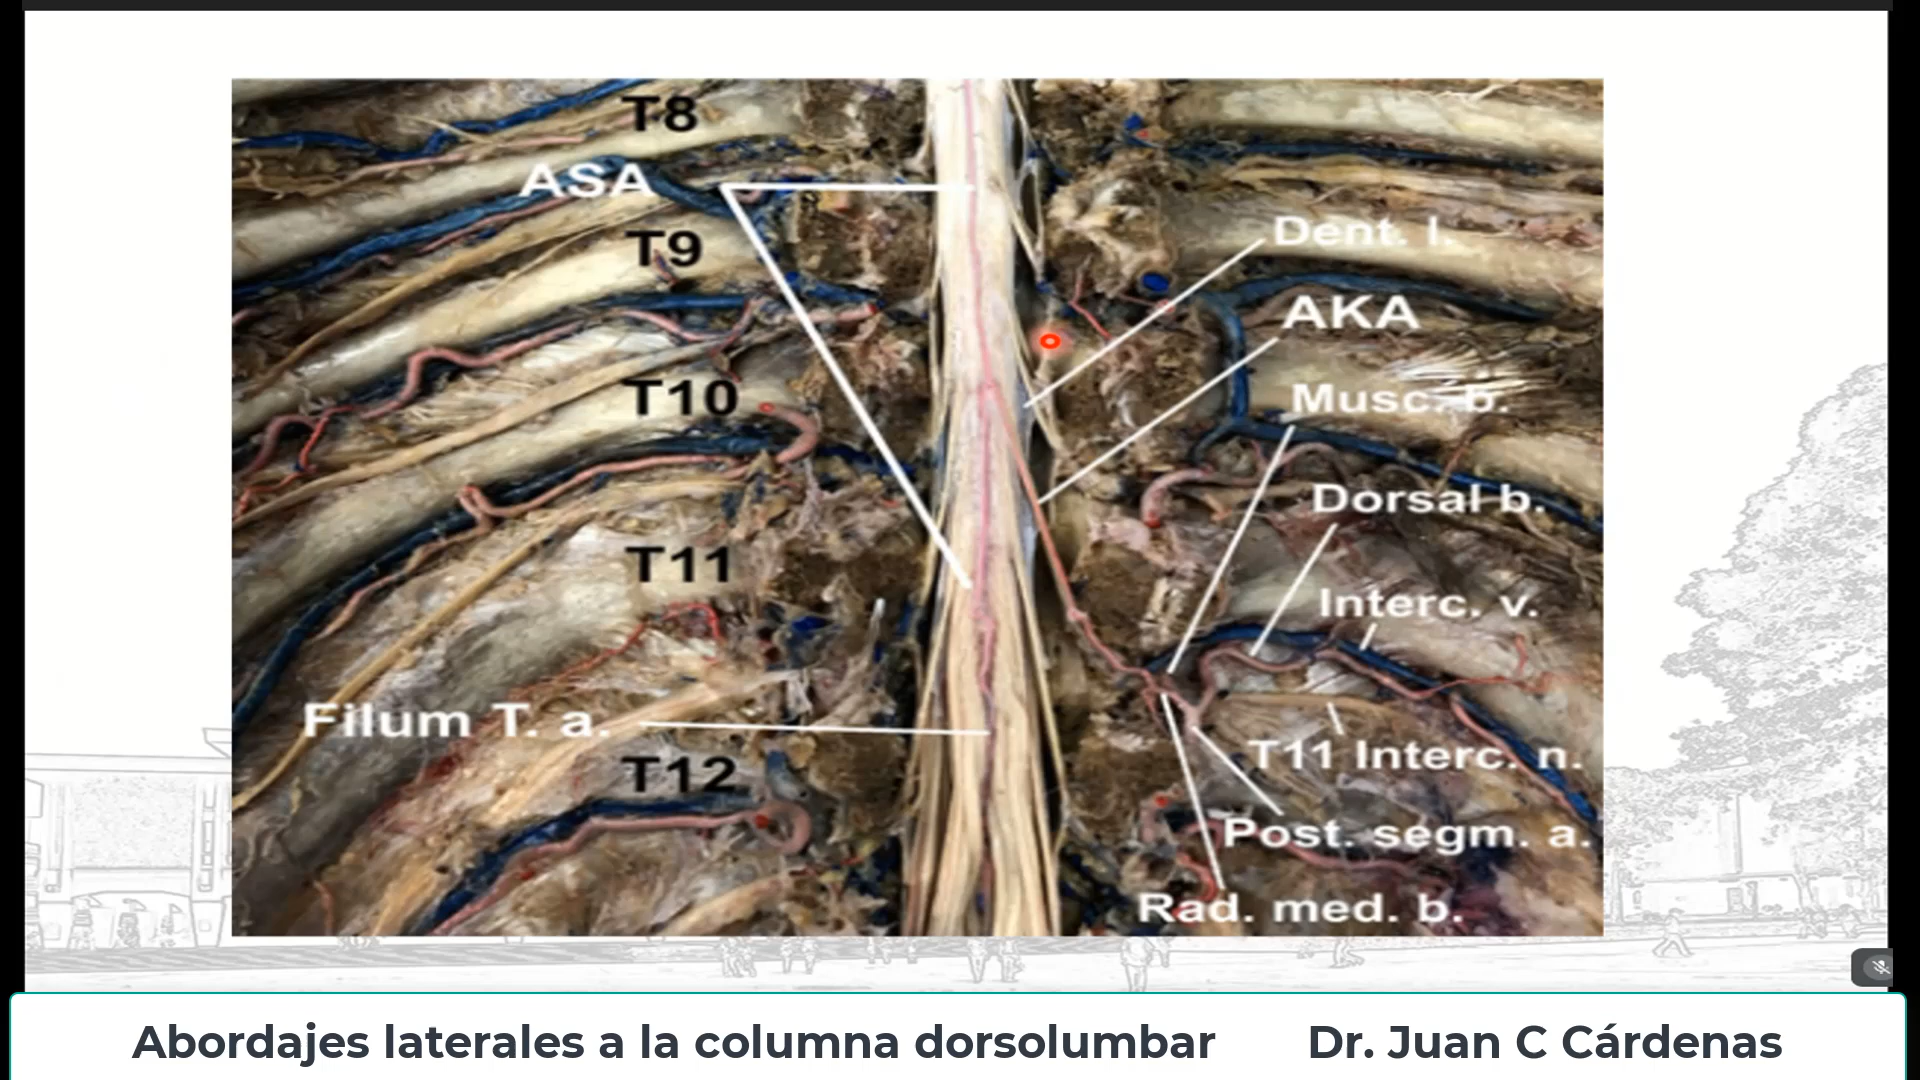 T8
ASA
T9
Dent. l.
AKA
T10
Musc. b.
Dorsal b.
T11
Interc. v.
Filum T. a.
T11 Interc. n.
T12
Post. segm. a.
Rad. med. b.
Abordajes laterales a la columna dorsolumbar Dr. Juan C Cárdenas